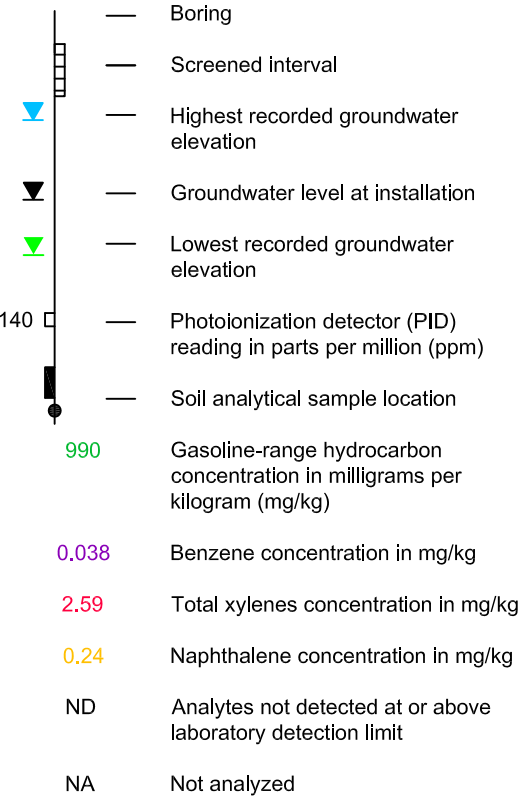 Boring
Screened interval
Highest recorded groundwater
elevation
Groundwater level at installation
Lowest recorded groundwater
elevation
140 Photoionization detector (PID)
reading in parts per million (ppm)
Soil analytical sample location
990 Gasoline-range hydrocarbon
concentration in milligrams per
kilogram (mg/kg)
0.038 Benzene concentration in mg/kg
2.59 Total xylenes concentration in mg/kg
0.24 Naphthalene concentration in mg/kg
ND Analytes not detected at or above
laboratory detection limit
NA Not analyzed